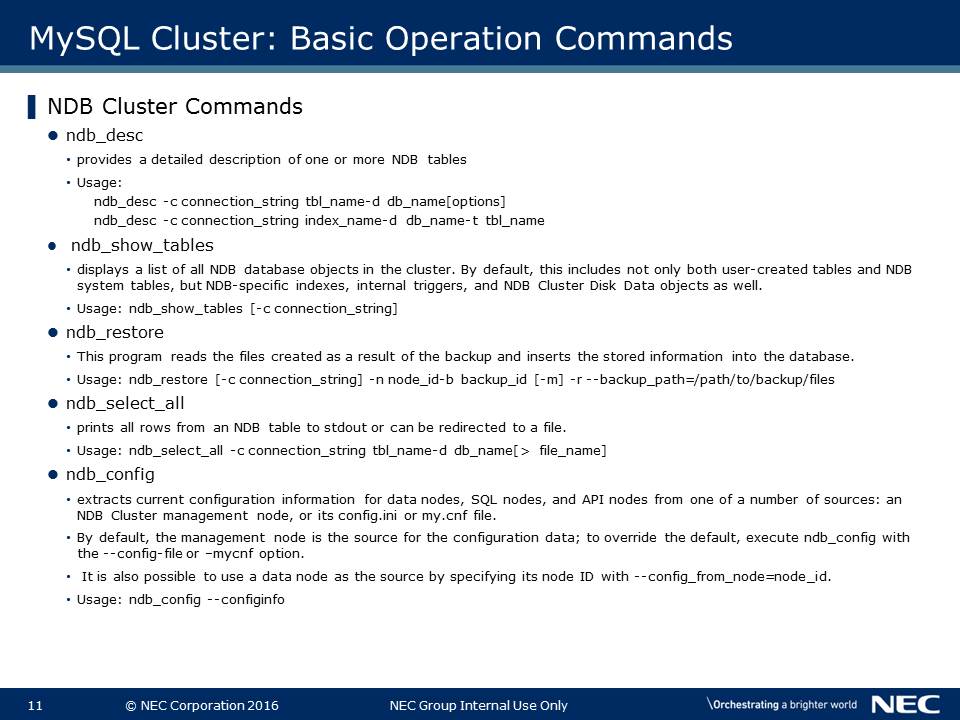 MySQL Cluster: Basic Operation Commands
NDB Cluster Commands
● ndb_desc
• provides a detailed description of one or more NDB tables
• Usage:
ndb_desc -c connection_string tbl_name-d db_name[options]
ndb_desc -c connection_string index_name-d db_name-t tbl_name
● ndb_show_tables
• displays a list of all NDB database objects in the cluster. By default, this includes not only both user-created tables and NDB
system tables, but NDB-specific indexes, internal triggers, and NDB Cluster Disk Data objects as well.
• Usage: ndb_show_tables [-c connection_string]
● ndb_restore
• This program reads the files created as a result of the backup and inserts the stored information into the database.
• Usage: ndb_restore [-c connection_string] -n node_id-b backup_id [-m] -r --backup_path=/path/to/backup/files
● ndb_select_all
• prints all rows from an NDB table to stdout or can be redirected to a file.
• Usage: ndb_select_all -c connection_string tbl_name-d db_name[> file_name]
● ndb_config
• extracts current configuration information for data nodes, SQL nodes, and API nodes from one of a number of sources: an
NDB Cluster management node, or its config.ini or my.cnf file.
• By default, the management node is the source for the configuration data; to override the default, execute ndb_config with
the --config-file or –mycnf option.
• It is also possible to use a data node as the source by specifying its node ID with --config_from_node=node_id.
• Usage: ndb_config --configinfo
11 © NEC Corporation 2016 NEC Group Internal Use Only \Orchestrating a brighter world NEC